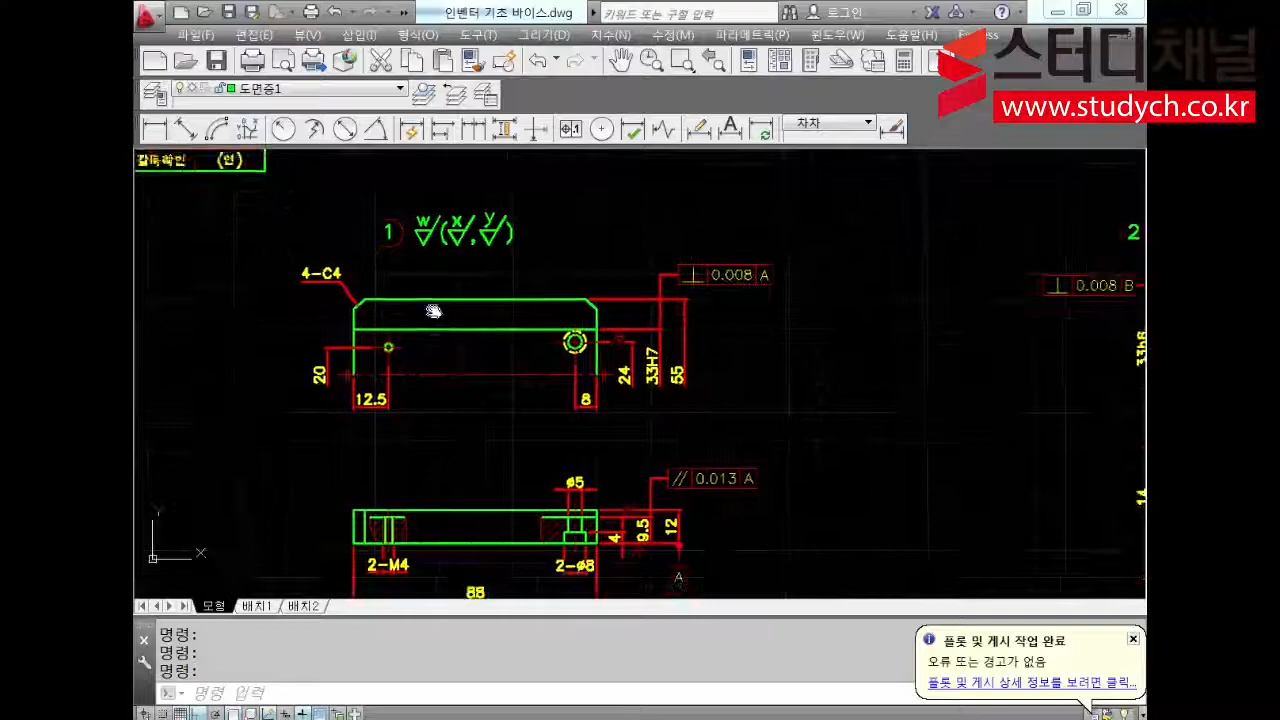 인벤터 기초 바이스.dwg
키워드 또는 구절 입력
로그인
파일(F) 편집(E) 뷰(V) 삽입(I) 형식(O) 도구(T) 그리기(D) 치수(N) 수정(M) 파라메트릭(P) 윈도우(W) 도움말(H)
스터디채널
www.studych.co.kr
도면층1
차차
(인)
1 w/(x/,y/)
2
4-C4
⊥ 0.008 A
⊥ 0.008 B
20
12.5
8
24
33H7
55
// 0.013 A
ø5
4
9.5
12
2-M4
2-ø8
A
88
14
Y
X
모형 배치1 배치2
명령:
명령:
명령:
명령 입력
플롯 및 게시 작업 완료
오류 또는 경고가 없음
플롯 및 게시 상세 정보를 보려면 클릭...